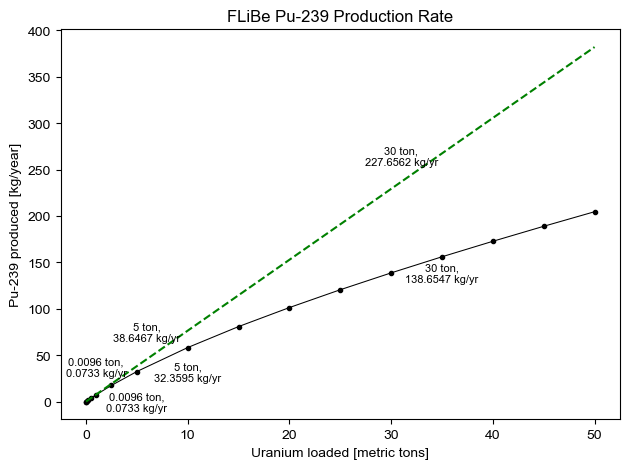 FLiBe Pu-239 Production Rate
Pu-239 produced [kg/year]
400
350
300
250
200
150
100
50
0
30 ton,
227.6562 kg/yr
30 ton,
138.6547 kg/yr
5 ton,
38.6467 kg/yr
5 ton,
32.3595 kg/yr
0.0096 ton,
0.0733 kg/yr
0.0096 ton,
0.0733 kg/yr
0 10 20 30 40 50
Uranium loaded [metric tons]